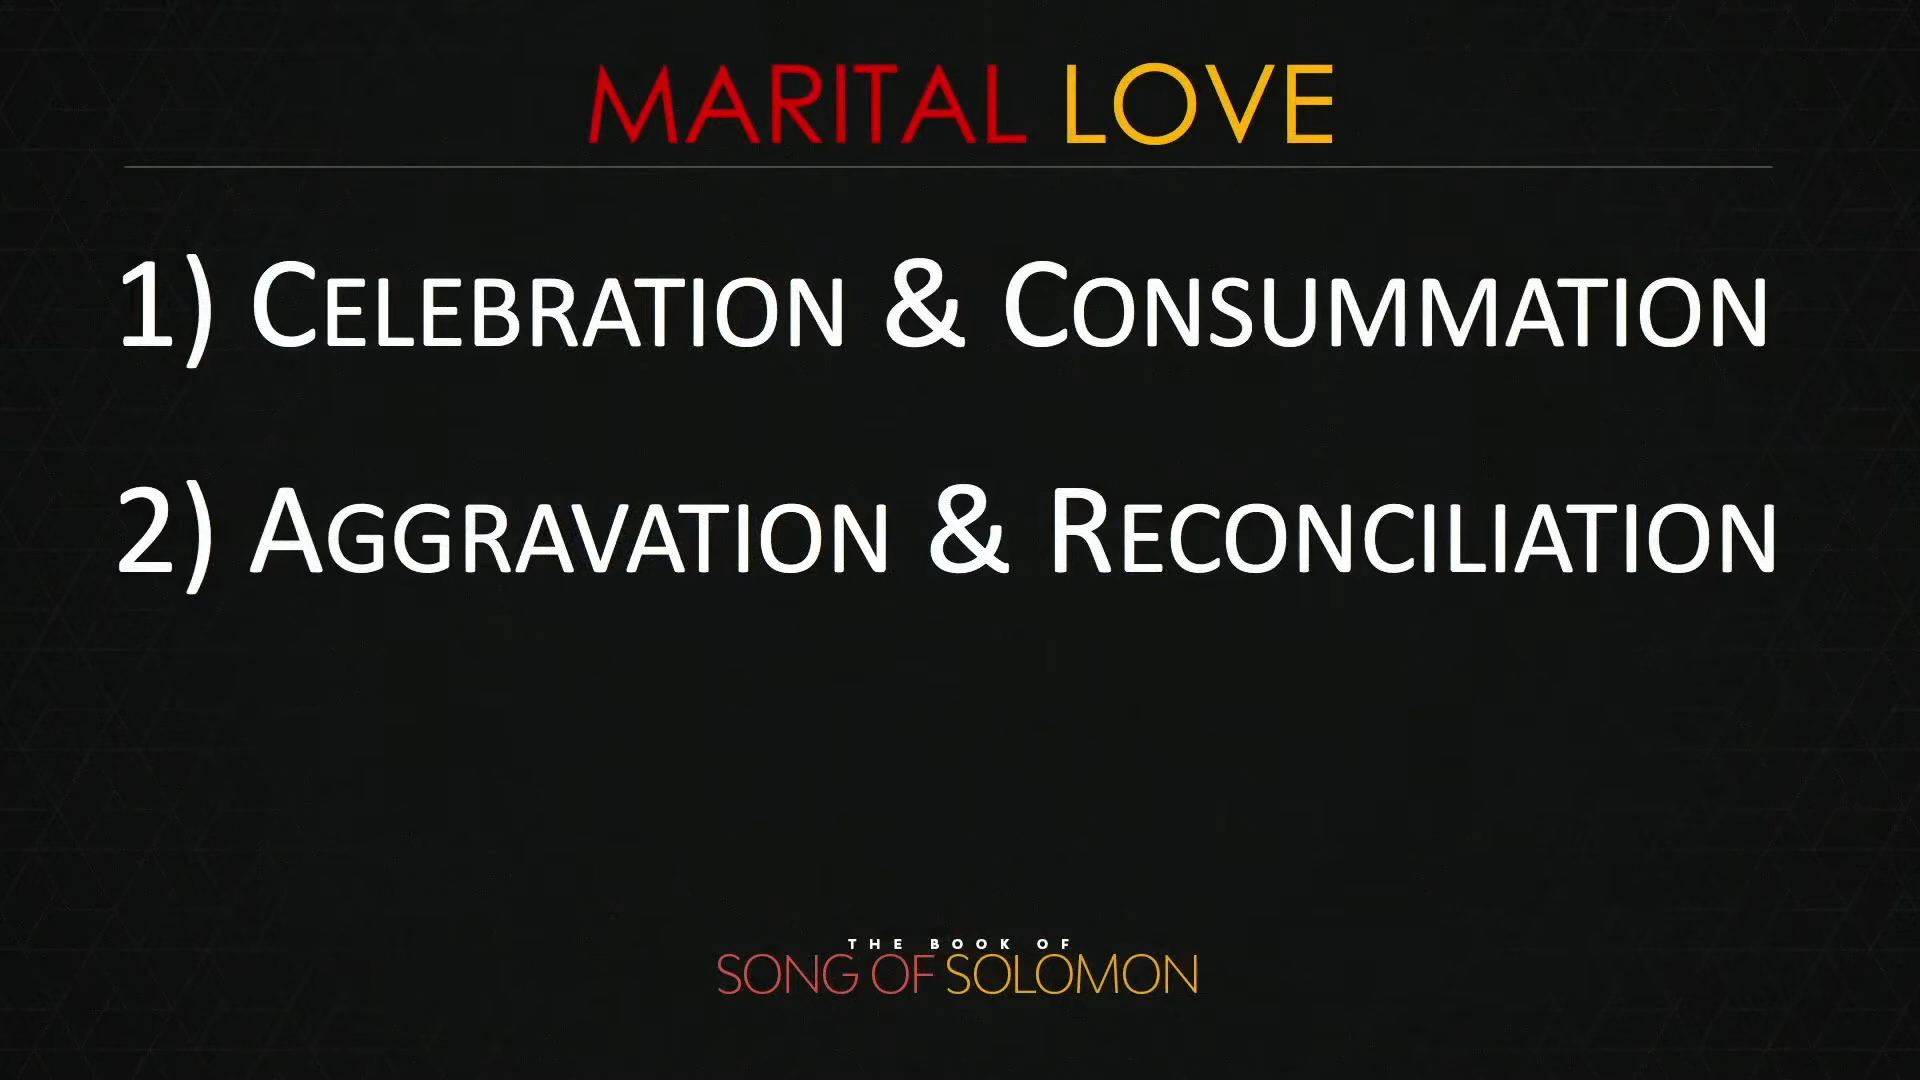 MARITAL LOVE
1) CELEBRATION & CONSUMMATION
2) AGGRAVATION & RECONCILIATION
THE BOOK OF
SONG OF SOLOMON